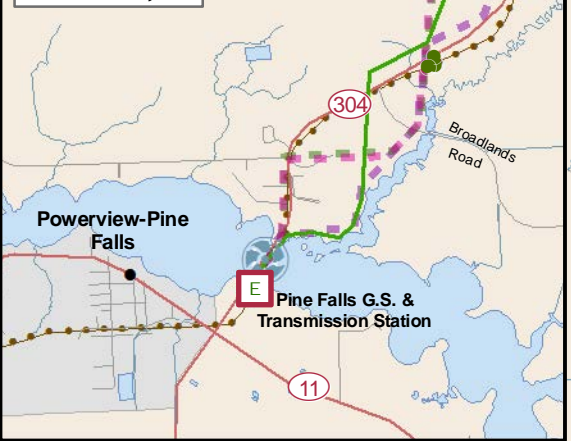 304
Broadlands
Road
Powerview-Pine
Falls
E
Pine Falls G.S. &
Transmission Station
11